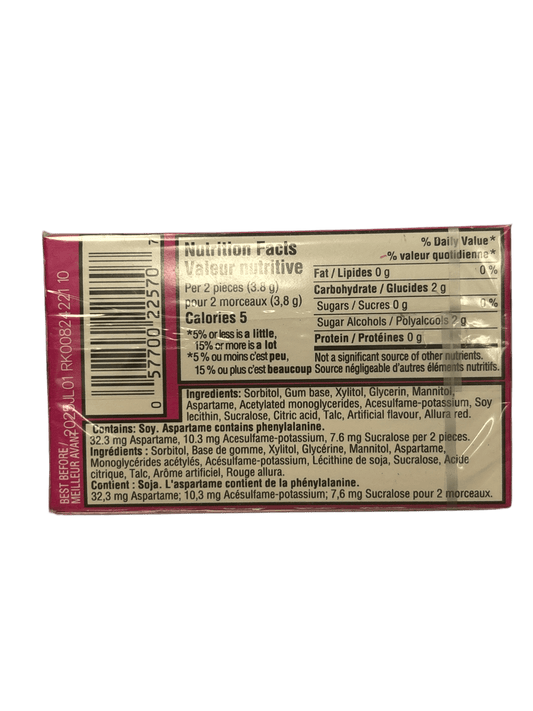 Nutrition Facts
Valeur nutritive
Per 2 pieces (3.8 g)
pour 2 morceaux (3,8 g)
Calories 5
*5% or less is a little,
15% or more is a lot
*5 % ou moins c'est peu,
15 % ou plus c'est beaucoup
% Daily Value*
% valeur quotidienne*
Fat / Lipides 0 g 0 %
Carbohydrate / Glucides 2 g
Sugars / Sucres 0 g 0 %
Sugar Alcohols / Polyalcools 2 g
Protein / Protéines 0 g
Not a significant source of other nutrients.
Source négligeable d'autres éléments nutritifs.
Ingredients: Sorbitol, Gum base, Xylitol, Glycerin, Mannitol,
Aspartame, Acetylated monoglycerides, Acesulfame-potassium, Soy
lecithin, Sucralose, Citric acid, Talc, Artificial flavour, Allura red.
Contains: Soy. Aspartame contains phenylalanine.
32.3 mg Aspartame, 10.3 mg Acesulfame-potassium, 7.6 mg Sucralose per 2 pieces.
Ingrédients : Sorbitol, Base de gomme, Xylitol, Glycérine, Mannitol, Aspartame,
Monoglycérides acétylés, Acésulfame-potassium, Lécithine de soja, Sucralose, Acide
citrique, Talc, Arôme artificiel, Rouge allura.
Contient : Soja. L'aspartame contient de la phénylalanine.
32,3 mg Aspartame; 10,3 mg Acésulfame-potassium; 7,6 mg Sucralose pour 2 morceaux.
0 57700 22570 7
BEST BEFORE/
MEILLEUR AVANT
2025JL01 RK0082422110